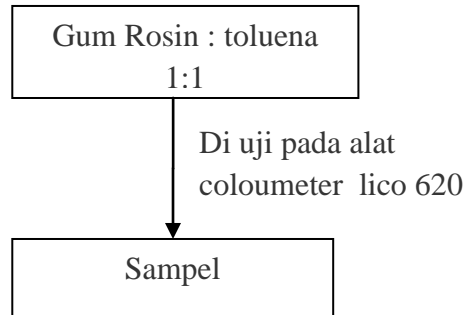 Gum Rosin : toluena
1:1
Di uji pada alat
coloumeter lico 620
Sampel